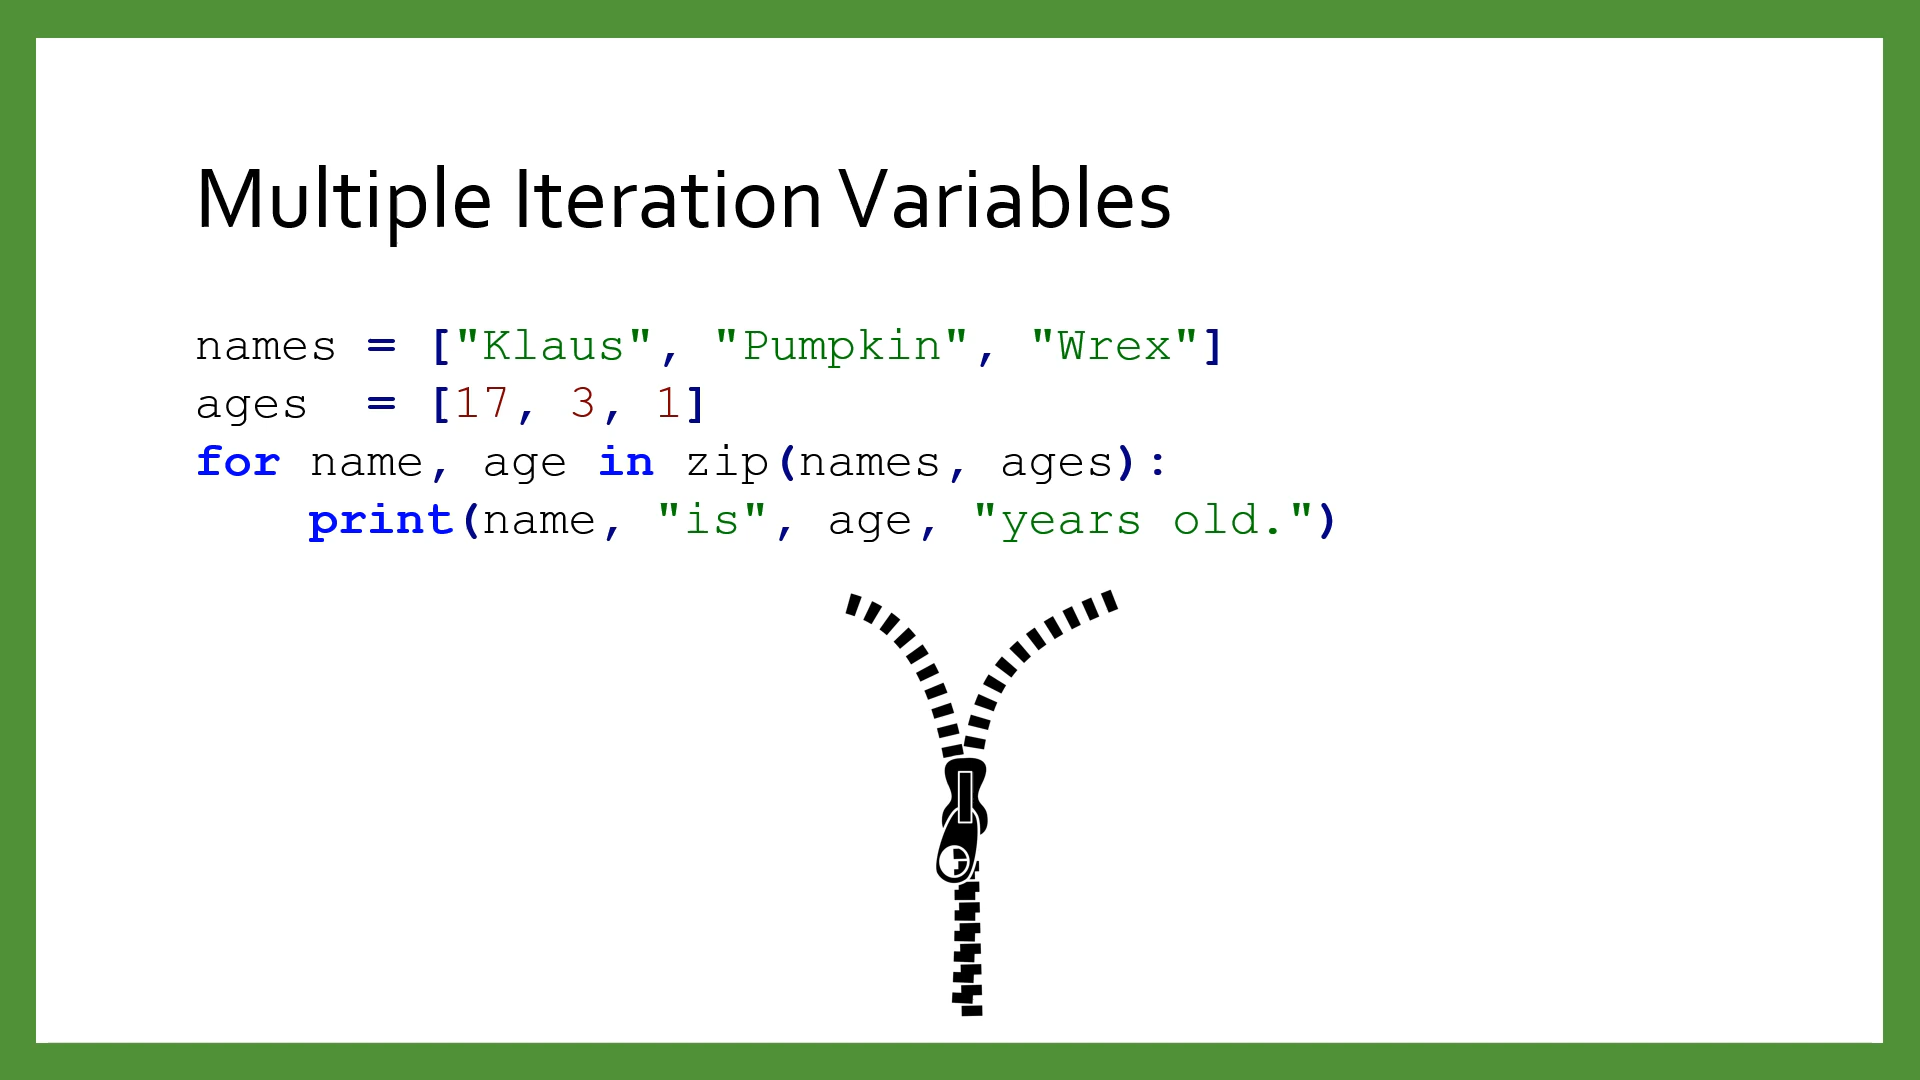 Multiple Iteration Variables
names = ["Klaus", "Pumpkin", "Wrex"]
ages  = [17, 3, 1]
for name, age in zip(names, ages):
    print(name, "is", age, "years old.")